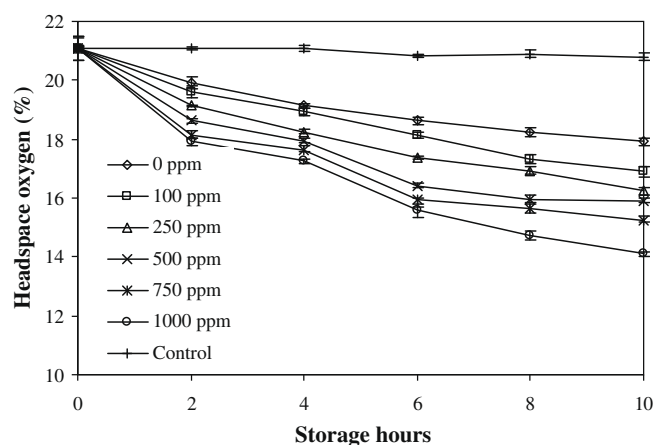 22
20
18
16
14
12
10
Headspace oxygen (%)
0 ppm
100 ppm
250 ppm
500 ppm
750 ppm
1000 ppm
Control
0 2 4 6 8 10
Storage hours